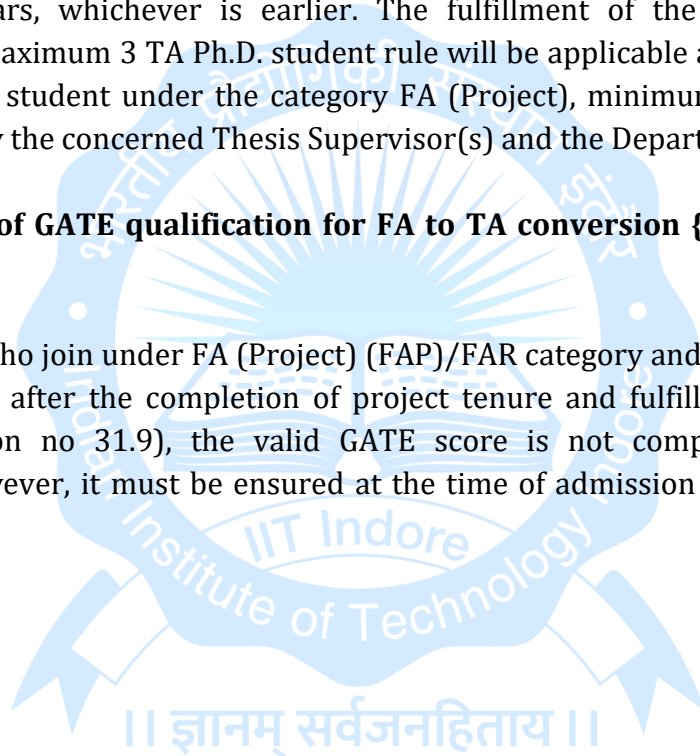 ars, whichever is earlier. The fulfillment of the
aximum 3 TA Ph.D. student rule will be applicable a
student under the category FA (Project), minimum
y the concerned Thesis Supervisor(s) and the Depart
of GATE qualification for FA to TA conversion {
ho join under FA (Project) (FAP)/FAR category and
after the completion of project tenure and fulfill
on no 31.9), the valid GATE score is not comp
vever, it must be ensured at the time of admission
भारतीय प्रौद्योगिकी संस्थान इंदौर
Indian Institute of Technology Indore
IIT Indore
।। ज्ञानम् सर्वजनहिताय ।।